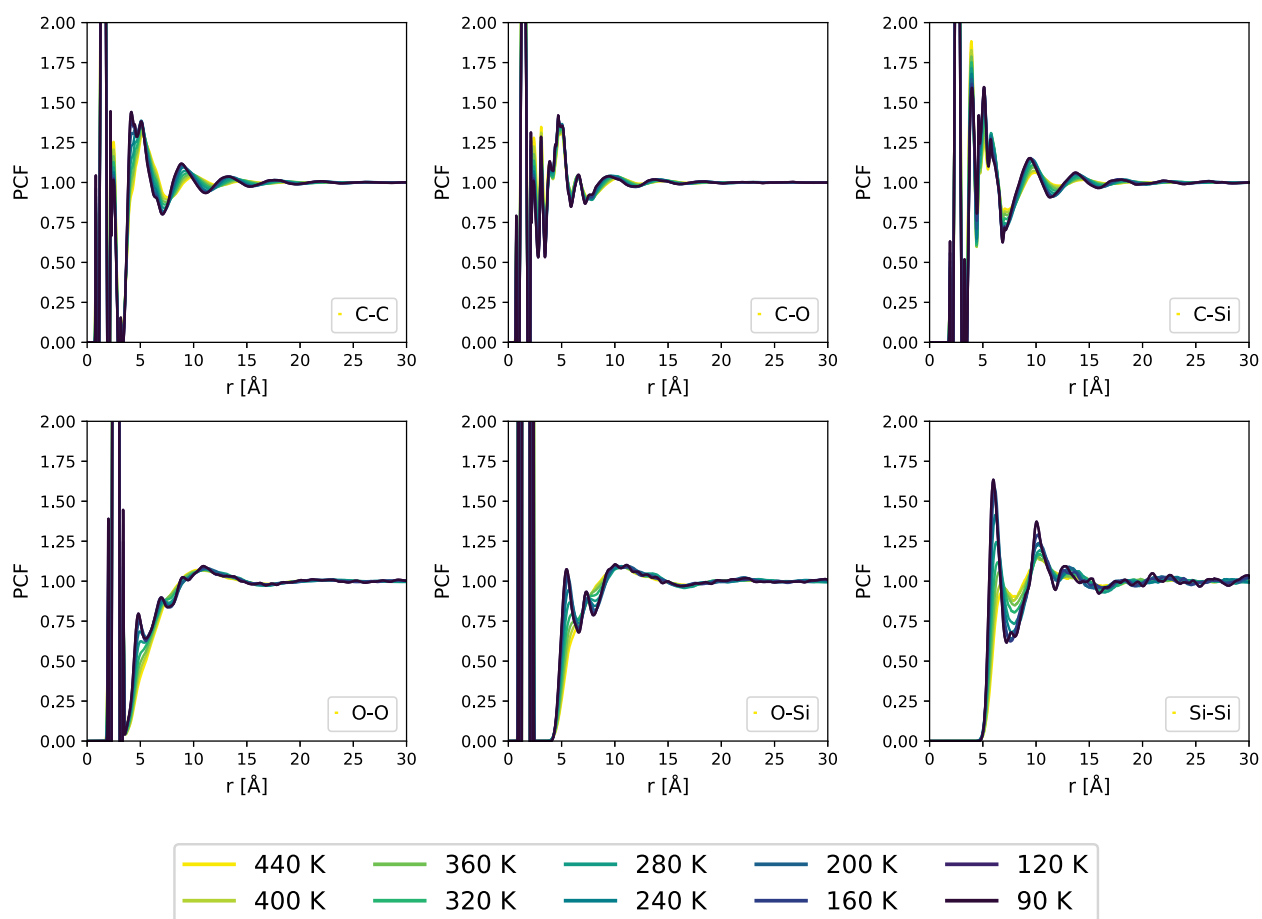 2.00 2.00 2.00
1.75 1.75 1.75
1.50 1.50 1.50
1.25 1.25 1.25
PCF 1.00 PCF 1.00 PCF 1.00
0.75 0.75 0.75
0.50 0.50 0.50
0.25 C-C 0.25 C-O 0.25 C-Si
0.00 0.00 0.00
0 5 10 15 20 25 30 0 5 10 15 20 25 30 0 5 10 15 20 25 30
r [Å] r [Å] r [Å]
2.00 2.00 2.00
1.75 1.75 1.75
1.50 1.50 1.50
1.25 1.25 1.25
PCF 1.00 PCF 1.00 PCF 1.00
0.75 0.75 0.75
0.50 0.50 0.50
0.25 O-O 0.25 O-Si 0.25 Si-Si
0.00 0.00 0.00
0 5 10 15 20 25 30 0 5 10 15 20 25 30 0 5 10 15 20 25 30
r [Å] r [Å] r [Å]
440 K 360 K 280 K 200 K 120 K
400 K 320 K 240 K 160 K 90 K